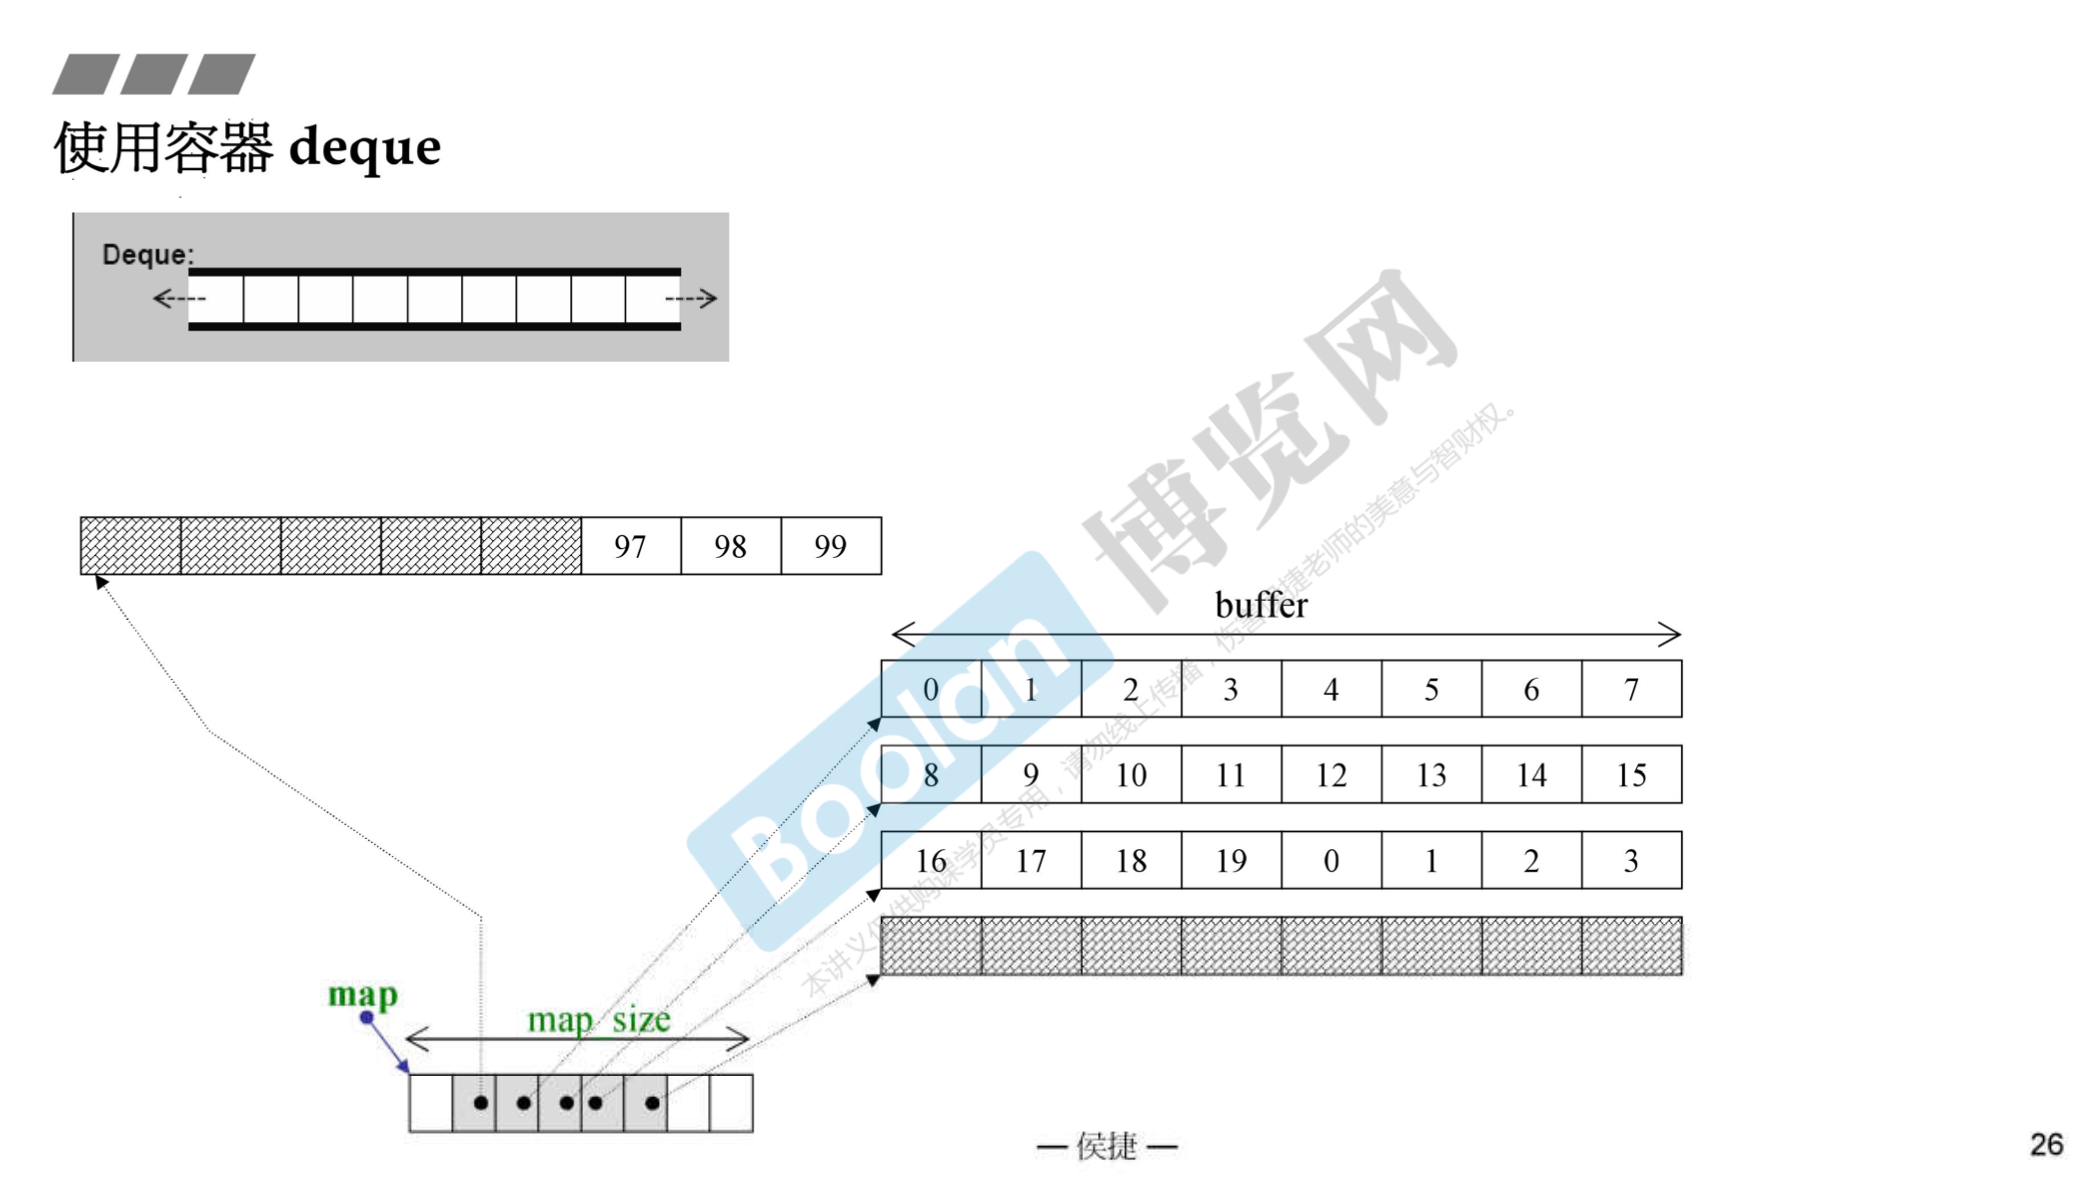 使用容器 deque
Deque:
97 98 99
buffer
0 1 2 3 4 5 6 7
8 9 10 11 12 13 14 15
16 17 18 19 0 1 2 3
map
map_size
Boolan 博览网
本讲义仅供购课学员专用，请勿线上传播，伤害侯捷老师的美意与智财权。
— 侯捷 —
26